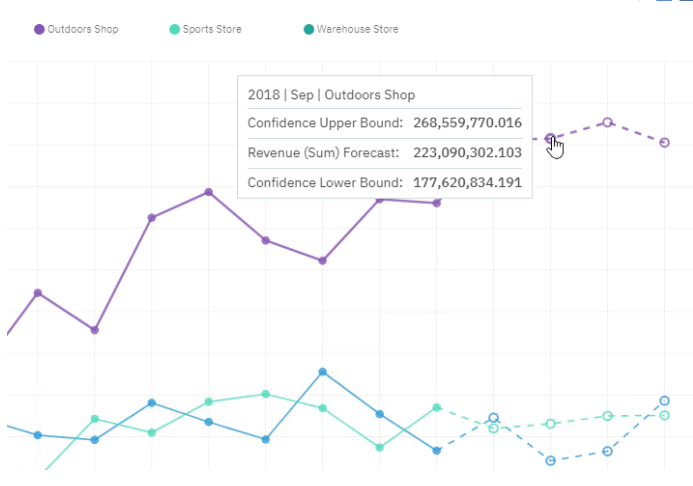 Outdoors Shop Sports Store Warehouse Store
2018 | Sep | Outdoors Shop
Confidence Upper Bound: 268,559,770.016
Revenue (Sum) Forecast: 223,090,302.103
Confidence Lower Bound: 177,620,834.191